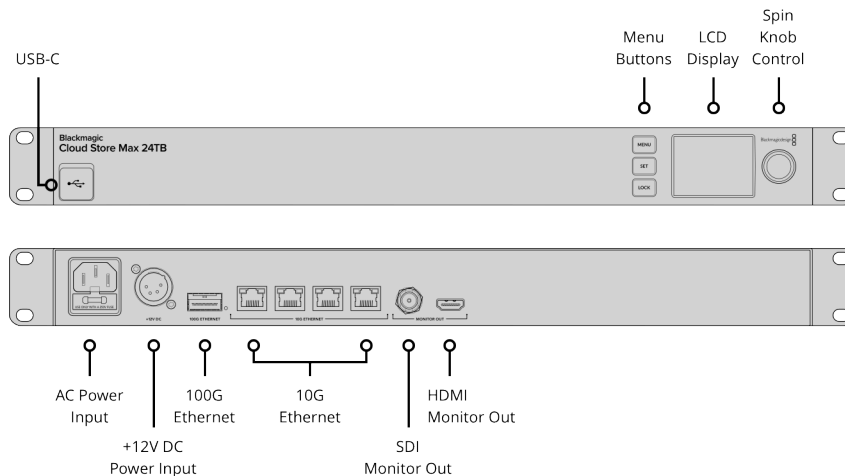 Spin
Menu
LCD
Knob
USB-C
Buttons
Display
Control
Blackmagic
Cloud Store Max 24TB
MENU
SET
LOCK
Blackmagicdesign
+12V DC
100G ETHERNET
10G ETHERNET
MONITOR OUT
AC Power
Input
100G
Ethernet
10G
Ethernet
HDMI
Monitor Out
+12V DC
Power Input
SDI
Monitor Out